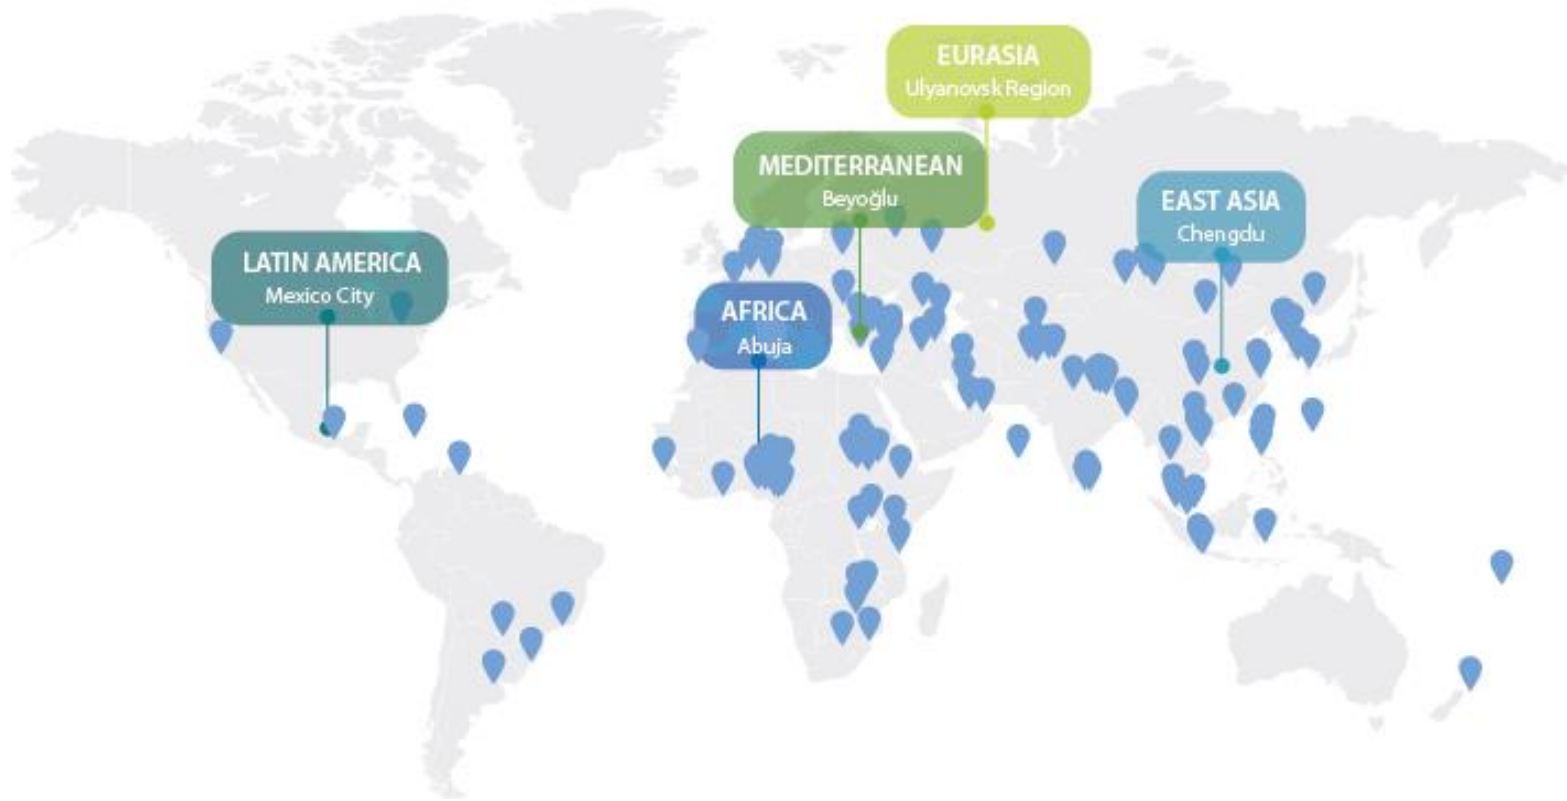 EURASIA
Ulyanovsk Region
MEDITERRANEAN
Beyoğlu
EAST ASIA
Chengdu
LATIN AMERICA
Mexico City
AFRICA
Abuja